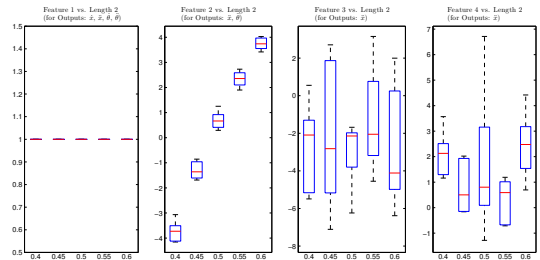 Feature 1 vs. Length 2
(for Outputs: ẋ, ẍ, θ̇, θ̈)
1.5
1.4
1.3
1.2
1.1
1
0.9
0.8
0.7
0.6
0.5
0.4 0.45 0.5 0.55 0.6
Feature 2 vs. Length 2
(for Outputs: ẍ, θ)
4
3
2
1
0
−1
−2
−3
−4
0.4 0.45 0.5 0.55 0.6
Feature 3 vs. Length 2
(for Outputs: ẍ)
2
0
−2
−4
−6
−8
0.4 0.45 0.5 0.55 0.6
Feature 4 vs. Length 2
(for Outputs: ẍ)
7
6
5
4
3
2
1
0
−1
0.4 0.45 0.5 0.55 0.6